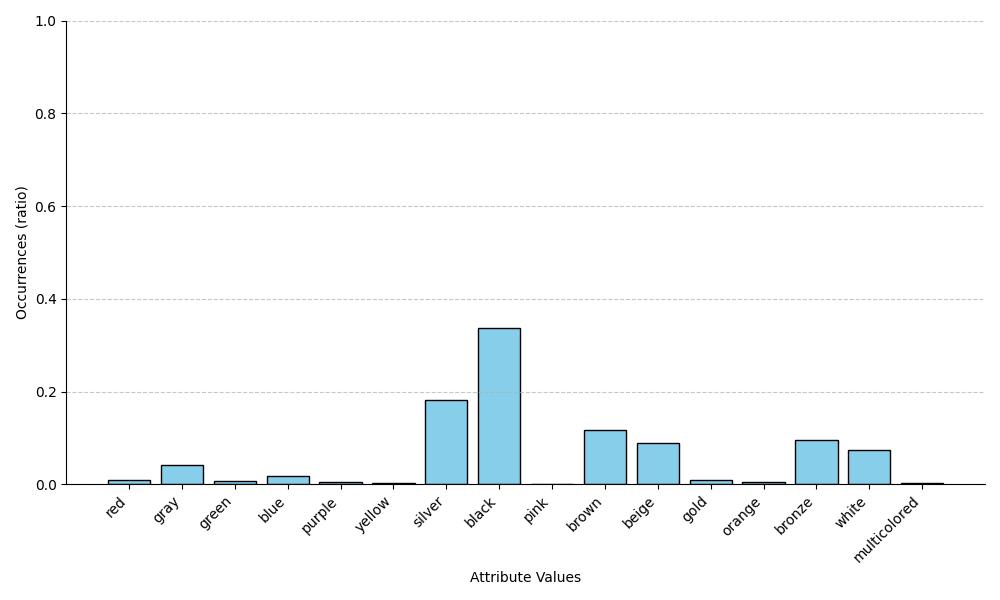 1.0
0.8
0.6
0.4
0.2
0.0
Occurrences (ratio)
red
gray
green
blue
purple
yellow
silver
black
pink
brown
beige
gold
orange
bronze
white
multicolored
Attribute Values